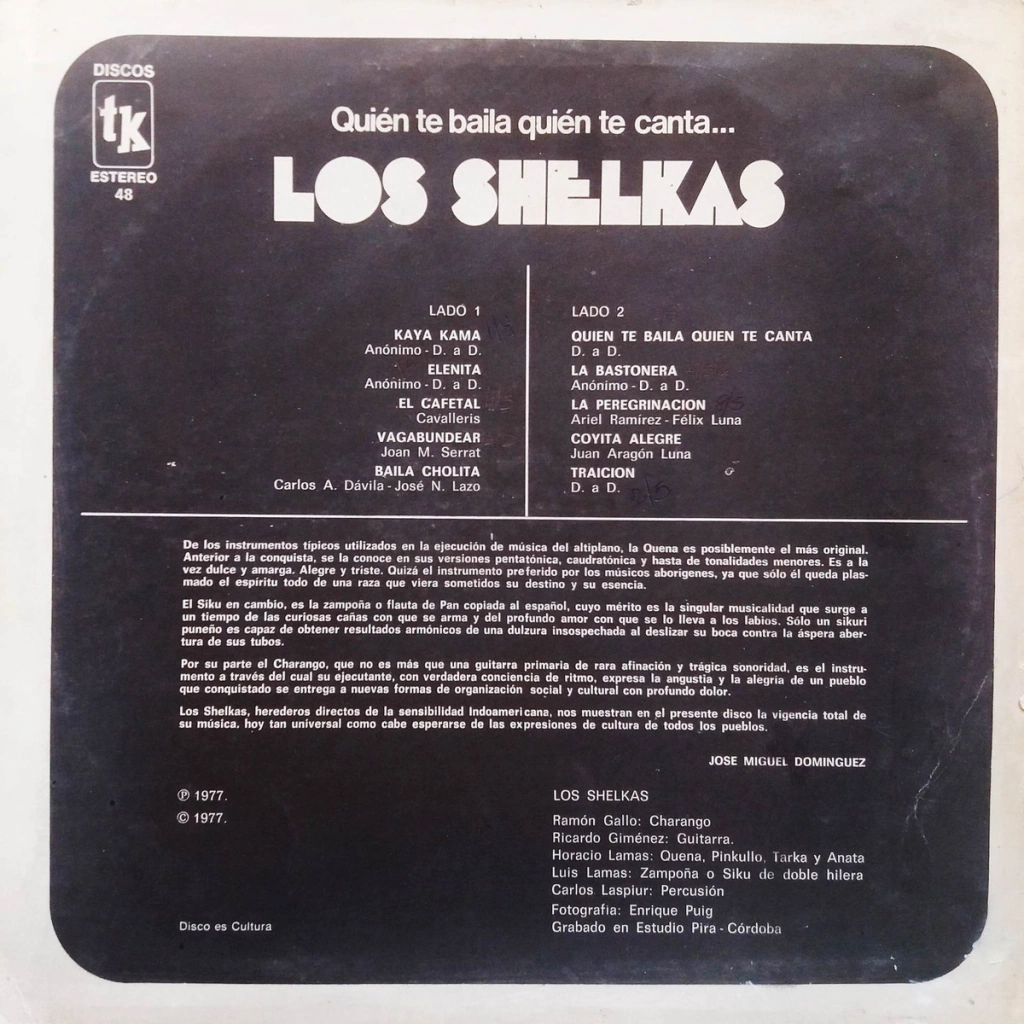 DISCOS
tk
ESTEREO
48
Quién te baila quién te canta...
LOS SHELKAS
LADO 1
KAYA KAMA
Anónimo - D. a D.
ELENITA
Anónimo - D. a D.
EL CAFETAL
Cavalleris
VAGABUNDEAR
Joan M. Serrat
BAILA CHOLITA
Carlos A. Dávila - José N. Lazo
LADO 2
QUIEN TE BAILA QUIEN TE CANTA
D. a D.
LA BASTONERA
Anónimo - D. a D.
LA PEREGRINACION
Ariel Ramírez - Félix Luna
COYITA ALEGRE
Juan Aragón Luna
TRAICION
D. a D.
De los instrumentos típicos utilizados en la ejecución de música del altiplano, la Quena es posiblemente el más original.
Anterior a la conquista, se la conoce en sus versiones pentatónica, caudratónica y hasta de tonalidades menores. Es a la
vez dulce y amarga. Alegre y triste. Quizá el instrumento preferido por los músicos aborigenes, ya que sólo él queda plas-
mado el espíritu todo de una raza que viera sometidos su destino y su esencia.
El Siku en cambio, es la zampoña o flauta de Pan copiada al español, cuyo mérito es la singular musicalidad que surge a
un tiempo de las curiosas cañas con que se arma y del profundo amor con que se lo lleva a los labios. Sólo un sikuri
puneño es capaz de obtener resultados armónicos de una dulzura insospechada al deslizar su boca contra la áspera aber-
tura de sus tubos.
Por su parte el Charango, que no es más que una guitarra primaria de rara afinación y trágica sonoridad, es el instru-
mento a través del cual su ejecutante, con verdadera conciencia de ritmo, expresa la angustia y la alegría de un pueblo
que conquistado se entrega a nuevas formas de organización social y cultural con profundo dolor.
Los Shelkas, herederos directos de la sensibilidad Indoamericana, nos muestran en el presente disco la vigencia total de
su música, hoy tan universal como cabe esperarse de las expresiones de cultura de todos los pueblos.
JOSE MIGUEL DOMINGUEZ
℗ 1977.
© 1977.
Disco es Cultura
LOS SHELKAS
Ramón Gallo: Charango
Ricardo Giménez: Guitarra.
Horacio Lamas: Quena, Pinkullo, Tarka y Anata
Luis Lamas: Zampoña o Siku de doble hilera
Carlos Laspiur: Percusión
Fotografia: Enrique Puig
Grabado en Estudio Pira - Córdoba